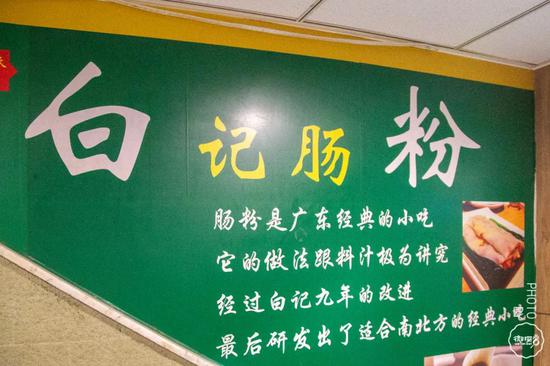 白记肠粉
肠粉是广东经典的小吃
它的做法跟料汁极为讲究
经过白记九年的改进
最后研发出了适合南北方的经典小吃
PHOTO